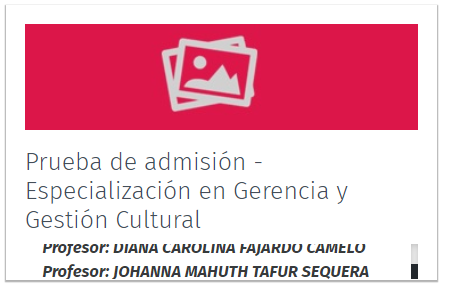 Prueba de admisión -
Especialización en Gerencia y
Gestión Cultural
Profesor: DIANA CAROLINA FAJARDO CAMELO
Profesor: JOHANNA MAHUTH TAFUR SEQUERA